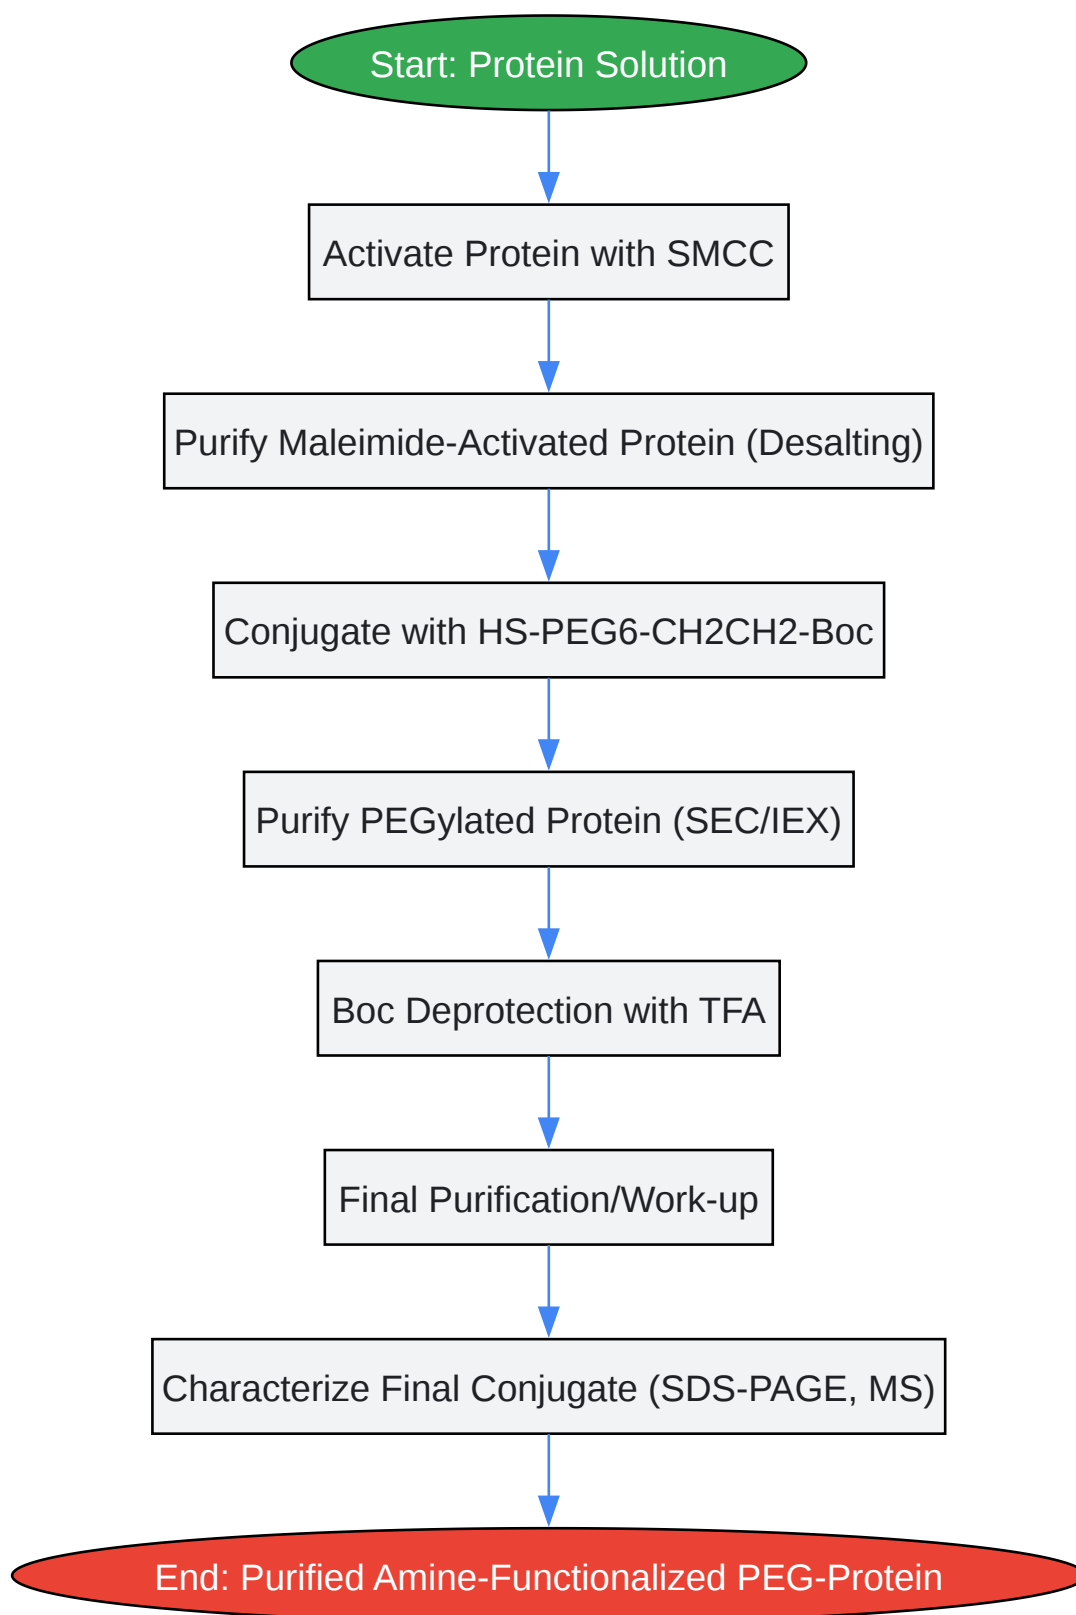 Start: Protein Solution
Activate Protein with SMCC
Purify Maleimide-Activated Protein (Desalting)
Conjugate with HS-PEG6-CH2CH2-Boc
Purify PEGylated Protein (SEC/IEX)
Boc Deprotection with TFA
Final Purification/Work-up
Characterize Final Conjugate (SDS-PAGE, MS)
End: Purified Amine-Functionalized PEG-Protein